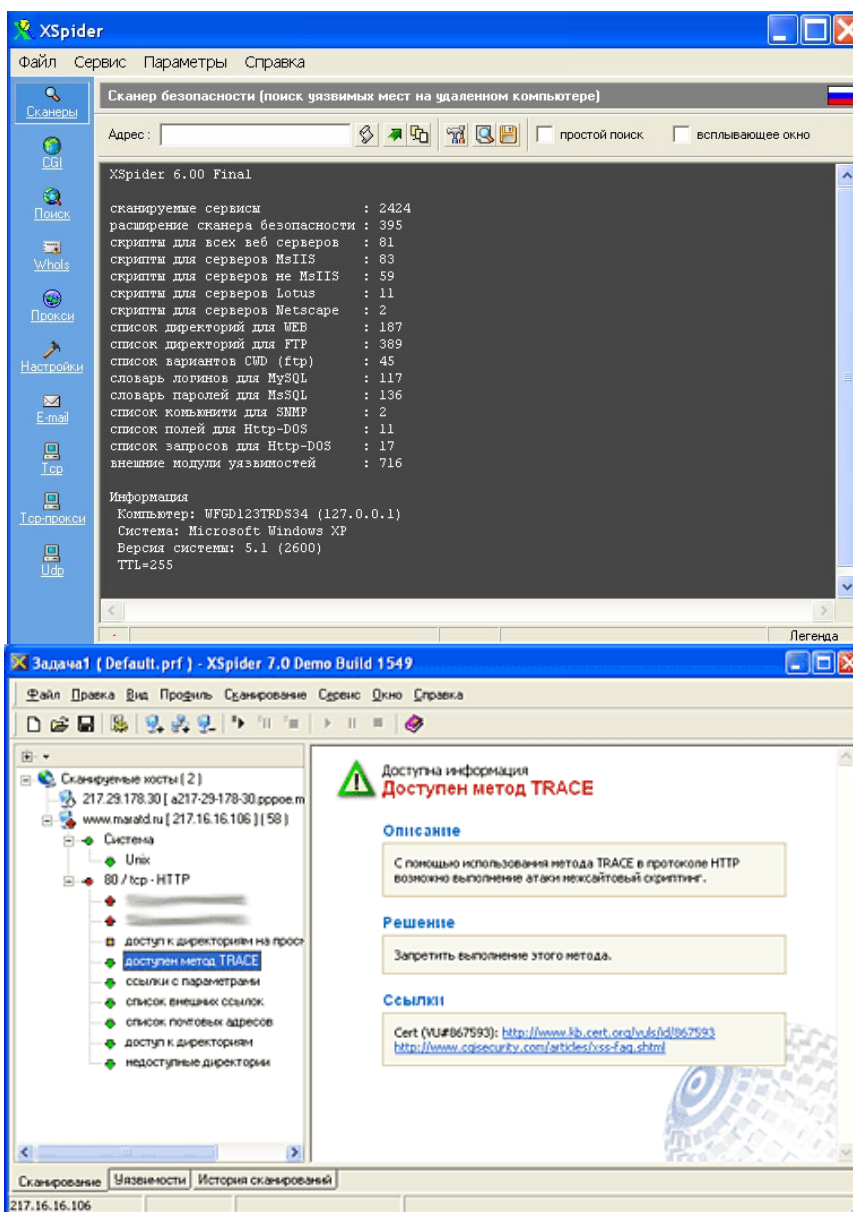 XSpider
Файл Сервис Параметры Справка
Сканеры
CGI
Поиск
WhoIs
Прокси
Настройки
E-mail
Tcp
Tcp-прокси
Udp
Сканер безопасности (поиск уязвимых мест на удаленном компьютере)
Адрес :
простой поиск
всплывающее окно
XSpider 6.00 Final
сканируемые сервисы : 2424
расширение сканера безопасности : 395
скрипты для всех веб серверов : 81
скрипты для серверов MsIIS : 83
скрипты для серверов не MsIIS : 59
скрипты для серверов Lotus : 11
скрипты для серверов Netscape : 2
список директорий для WEB : 187
список директорий для FTP : 389
список вариантов CWD (ftp) : 45
словарь логинов для MySQL : 117
словарь паролей для MsSQL : 136
список комьюнити для SNMP : 2
список полей для Http-DOS : 11
список запросов для Http-DOS : 17
внешние модули уязвимостей : 716
Информация
Компьютер: WFGD123TRDS34 (127.0.0.1)
Система: Microsoft Windows XP
Версия системы: 5.1 (2600)
TTL=255
Легенда
Задача1 ( Default.prf ) - XSpider 7.0 Demo Build 1549
Файл Правка Вид Профиль Сканирование Сервис Окно Справка
Сканируемые хосты ( 2 )
217.29.178.30 [ a217-29-178-30.pppoe.m
www.maratd.ru [ 217.16.16.106 ] ( 58 )
Система
Unix
80 / tcp - HTTP
доступ к директориям на прос
доступен метод TRACE
ссылки с параметрами
список внешних ссылок
список почтовых адресов
доступ к директориям
недоступные директории
Доступна информация
Доступен метод TRACE
Описание
С помощью использования метода TRACE в протоколе HTTP
возможно выполнение атаки межсайтовый скриптинг.
Решение
Запретить выполнение этого метода.
Ссылки
Cert (VU#867593): http://www.kb.cert.org/vuls/id/867593
http://www.cgisecurity.com/articles/xss-faq.shtml
Сканирование Уязвимости История сканирований
217.16.16.106